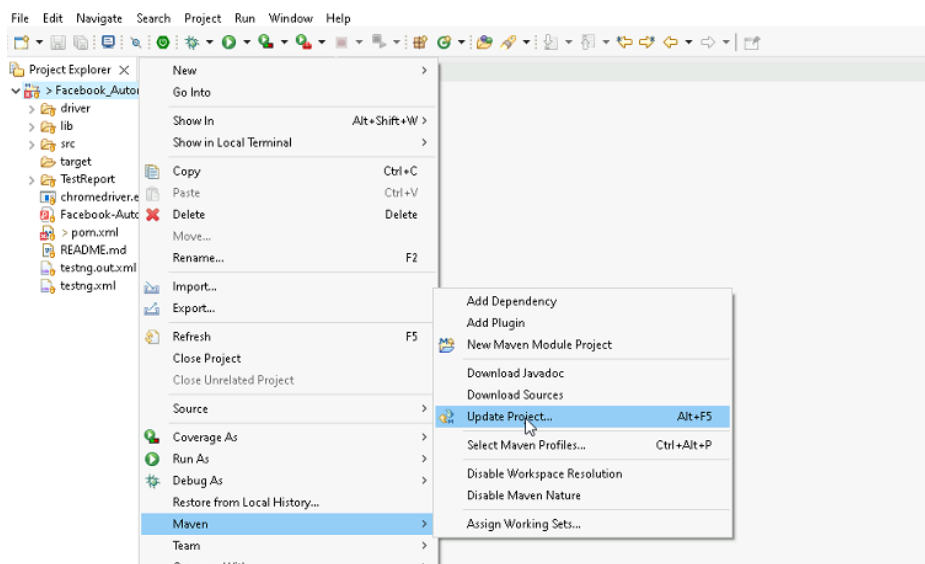 File Edit Navigate Search Project Run Window Help
Project Explorer
> Facebook_Autor
driver
lib
src
target
TestReport
chromedriver.e
Facebook-Autc
> pom.xml
README.md
testng.out.xml
testng.xml
New
Go Into
Show In Alt+Shift+W >
Show in Local Terminal
Copy Ctrl+C
Paste Ctrl+V
Delete Delete
Move...
Rename... F2
Import...
Export...
Refresh F5
Close Project
Close Unrelated Project
Source
Coverage As
Run As
Debug As
Restore from Local History...
Maven
Team
Add Dependency
Add Plugin
New Maven Module Project
Download Javadoc
Download Sources
Update Project... Alt+F5
Select Maven Profiles... Ctrl+Alt+P
Disable Workspace Resolution
Disable Maven Nature
Assign Working Sets...